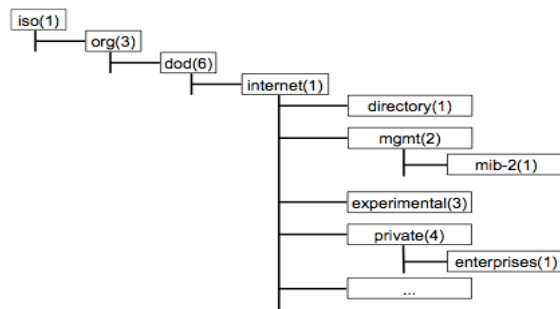 iso(1)
org(3)
dod(6)
internet(1)
directory(1)
mgmt(2)
mib-2(1)
experimental(3)
private(4)
enterprises(1)
...